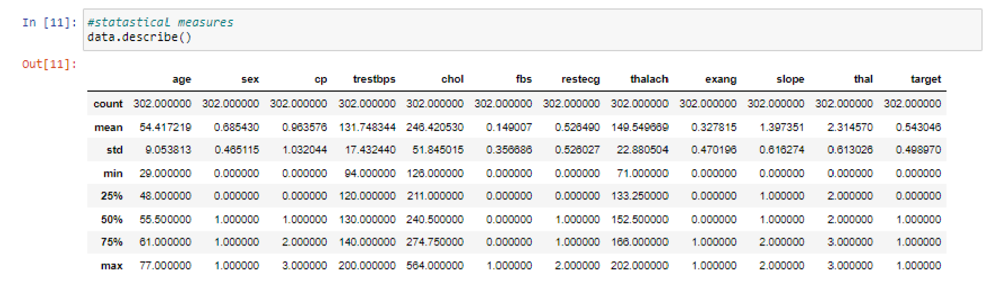 In [11]: #statastical measures
data.describe()
Out[11]:
age sex cp trestbps chol fbs restecg thalach exang slope thal target
count 302.000000 302.000000 302.000000 302.000000 302.000000 302.000000 302.000000 302.000000 302.000000 302.000000 302.000000 302.000000
mean 54.417219 0.685430 0.963576 131.748344 246.420530 0.149007 0.526490 149.549669 0.327815 1.397351 2.314570 0.543046
std 9.053813 0.465115 1.032044 17.432440 51.845015 0.356686 0.526027 22.880504 0.470196 0.616274 0.613026 0.498970
min 29.000000 0.000000 0.000000 94.000000 126.000000 0.000000 0.000000 71.000000 0.000000 0.000000 0.000000 0.000000
25% 48.000000 0.000000 0.000000 120.000000 211.000000 0.000000 0.000000 133.250000 0.000000 1.000000 2.000000 0.000000
50% 55.500000 1.000000 1.000000 130.000000 240.500000 0.000000 1.000000 152.500000 0.000000 1.000000 2.000000 1.000000
75% 61.000000 1.000000 2.000000 140.000000 274.750000 0.000000 1.000000 166.000000 1.000000 2.000000 3.000000 1.000000
max 77.000000 1.000000 3.000000 200.000000 564.000000 1.000000 2.000000 202.000000 1.000000 2.000000 3.000000 1.000000